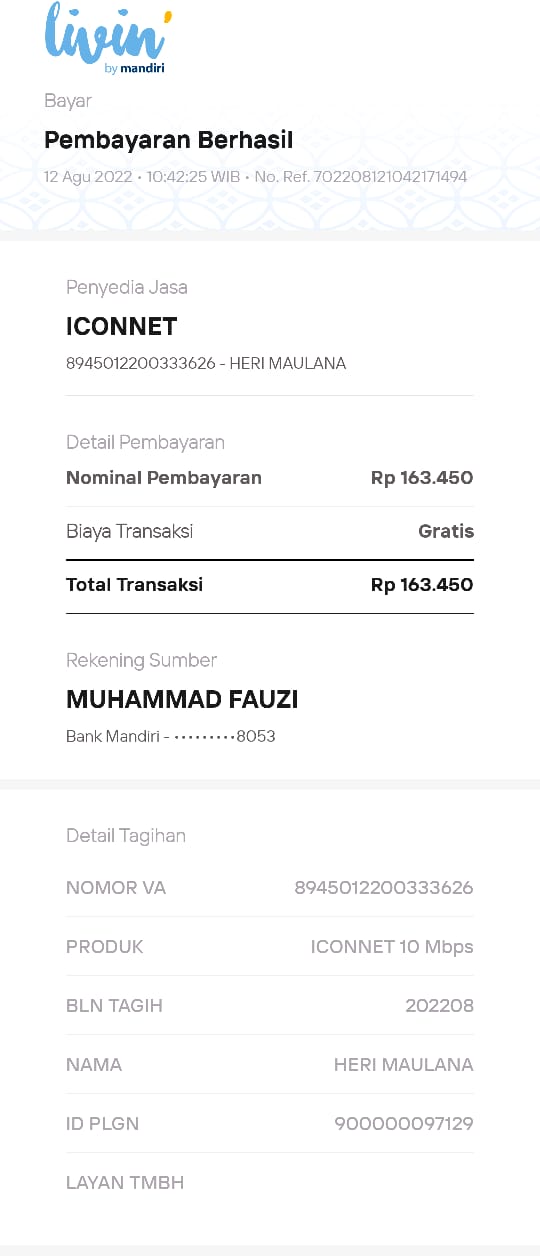 livin'
by mandiri
Bayar
Pembayaran Berhasil
12 Agu 2022 • 10:42:25 WIB • No. Ref. 702208121042171494
Penyedia Jasa
ICONNET
8945012200333626 - HERI MAULANA
Detail Pembayaran
Nominal Pembayaran Rp 163.450
Biaya Transaksi Gratis
Total Transaksi Rp 163.450
Rekening Sumber
MUHAMMAD FAUZI
Bank Mandiri - •••••••••8053
Detail Tagihan
NOMOR VA 8945012200333626
PRODUK ICONNET 10 Mbps
BLN TAGIH 202208
NAMA HERI MAULANA
ID PLGN 900000097129
LAYAN TMBH